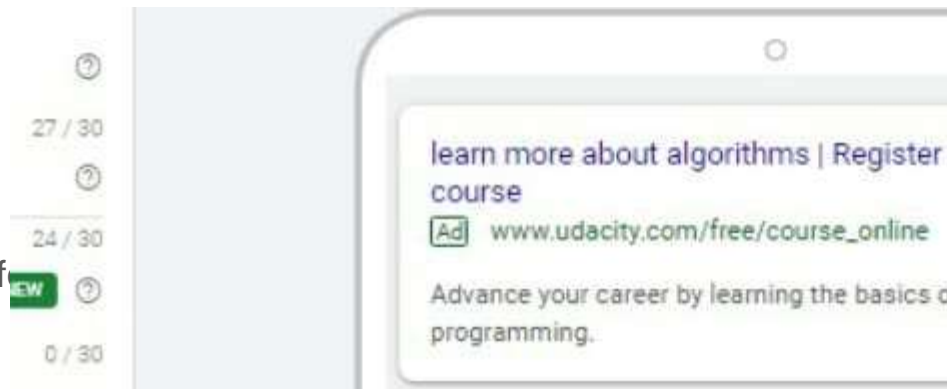 27 / 30
24 / 30
0 / 30
learn more about algorithms | Register
course
Ad www.udacity.com/free/course_online
Advance your career by learning the basics
programming.